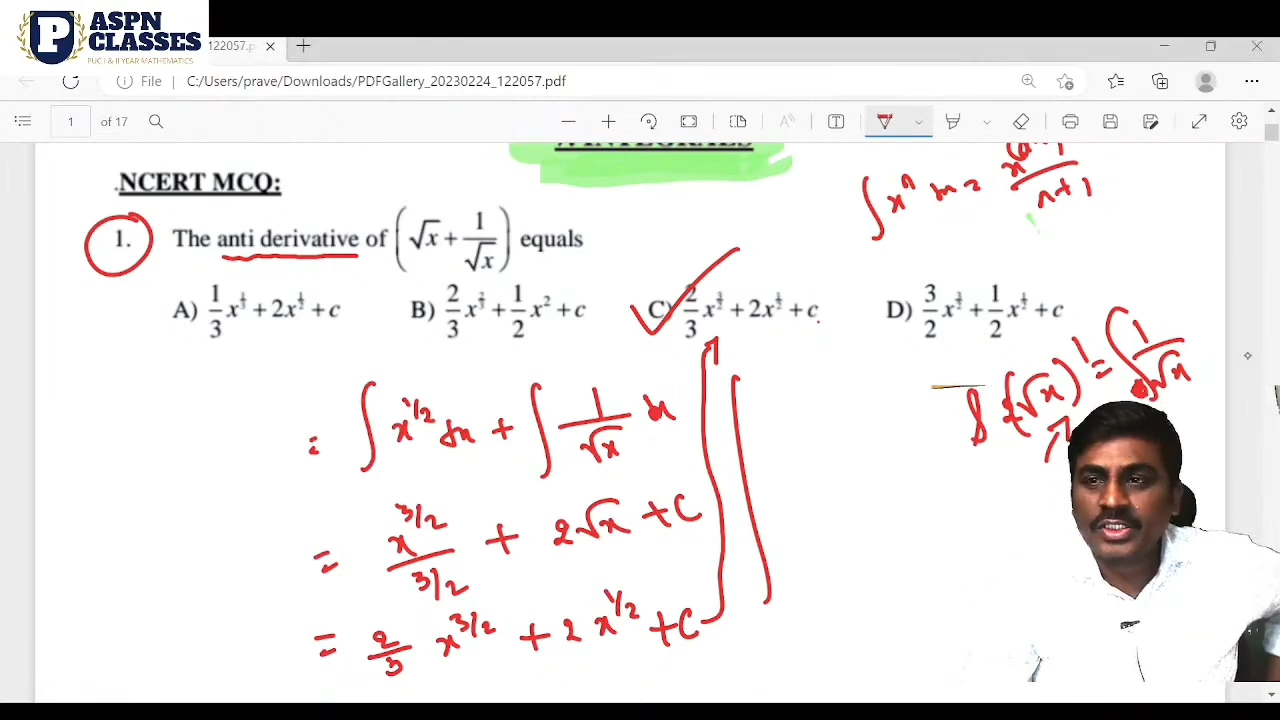 ASPN
CLASSES
PUC I & II YEAR MATHEMATICS
122057.p
File C:/Users/prave/Downloads/PDFGallery_20230224_122057.pdf
1 of 17
NCERT MCQ:
∫ xⁿ dx = x^(n+1)/(n+1)
1. The anti derivative of (√x + 1/√x) equals
A) 1/3 x^(1/3) + 2x^(1/2) + c B) 2/3 x^(2/3) + 1/2 x² + c C) 2/3 x^(3/2) + 2x^(1/2) + c D) 3/2 x^(3/2) + 1/2 x^(1/2) + c
= ∫ x^(1/2) dx + ∫ 1/√x dx
= x^(3/2)/(3/2) + 2√x + C
= 2/3 x^(3/2) + 2 x^(1/2) + C